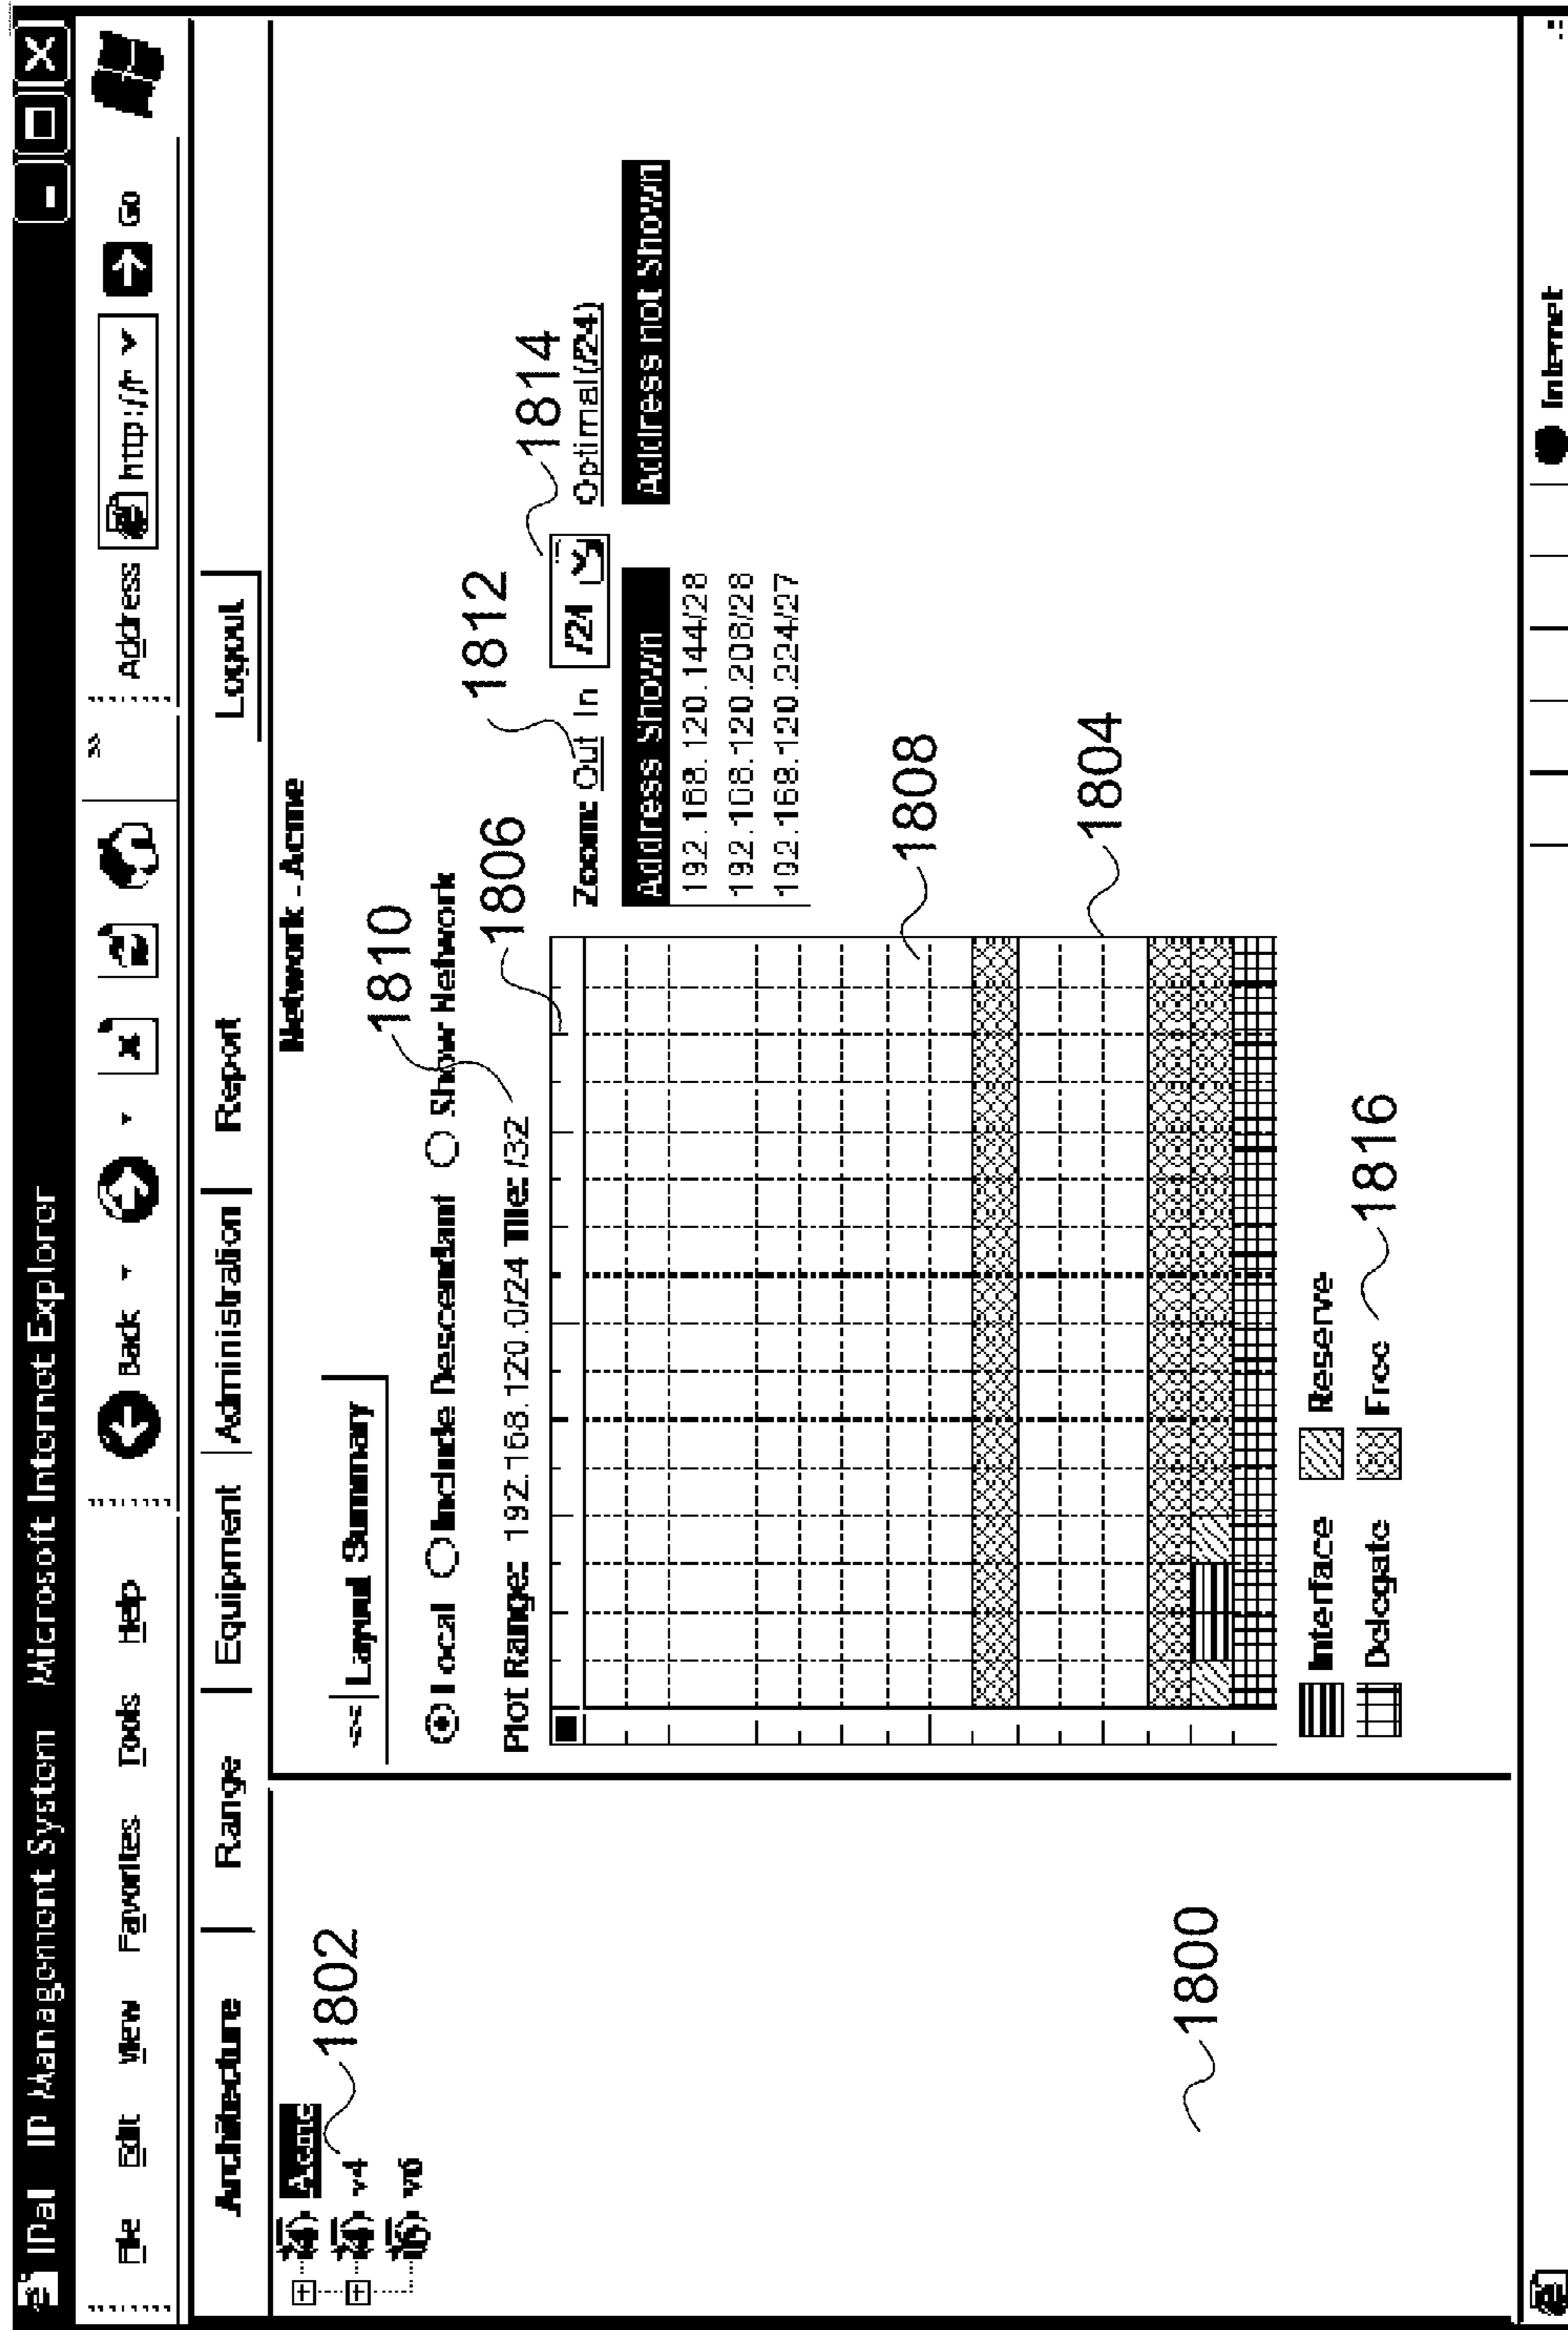 IPal IP Management System Microsoft Internet Explorer
File Edit View Favorites Tools Help Back Address http://r Go
Architecture Range Equipment Administration Report Logout
Acme
v4
v6
1802
1800
Network - Acme
<< Layout Summary
1810
Local Include Descendant Show Network
1806
1812
1814
Plot Range: 192.168.120.0/24 Tile: /32
Zoom: Out In /24 Optimal(/24)
Address Shown Address not Shown
192.168.120.144/28
192.168.120.208/28
192.168.120.224/27
1808
1804
Interface Reserve
Delegate Free
1816
Internet